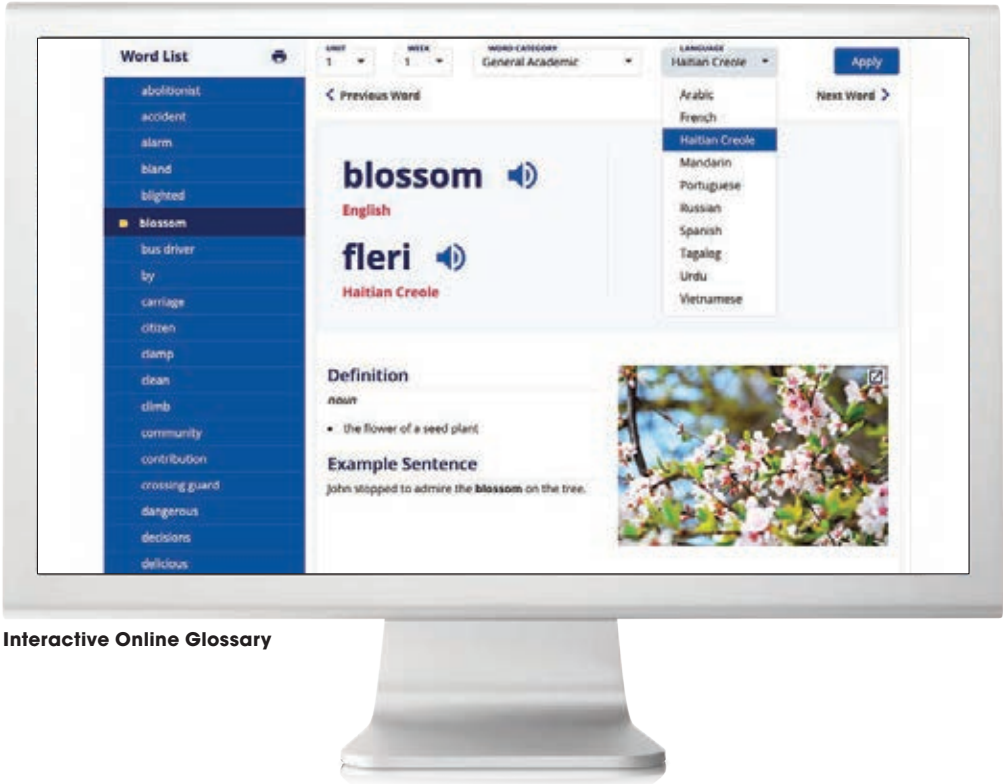 Word List
UNIT
1
WEEK
1
WORD CATEGORY
General Academic
LANGUAGE
Haitian Creole
Apply
Previous Word
Next Word
abolitionist
accident
alarm
bland
blighted
blossom
bus driver
by
carriage
citizen
clamp
clean
climb
community
contribution
crossing guard
dangerous
decisions
delicious
blossom
English
fleri
Haitian Creole
Arabic
French
Haitian Creole
Mandarin
Portuguese
Russian
Spanish
Tagalog
Urdu
Vietnamese
Definition
noun
• the flower of a seed plant
Example Sentence
John stopped to admire the blossom on the tree.
Interactive Online Glossary